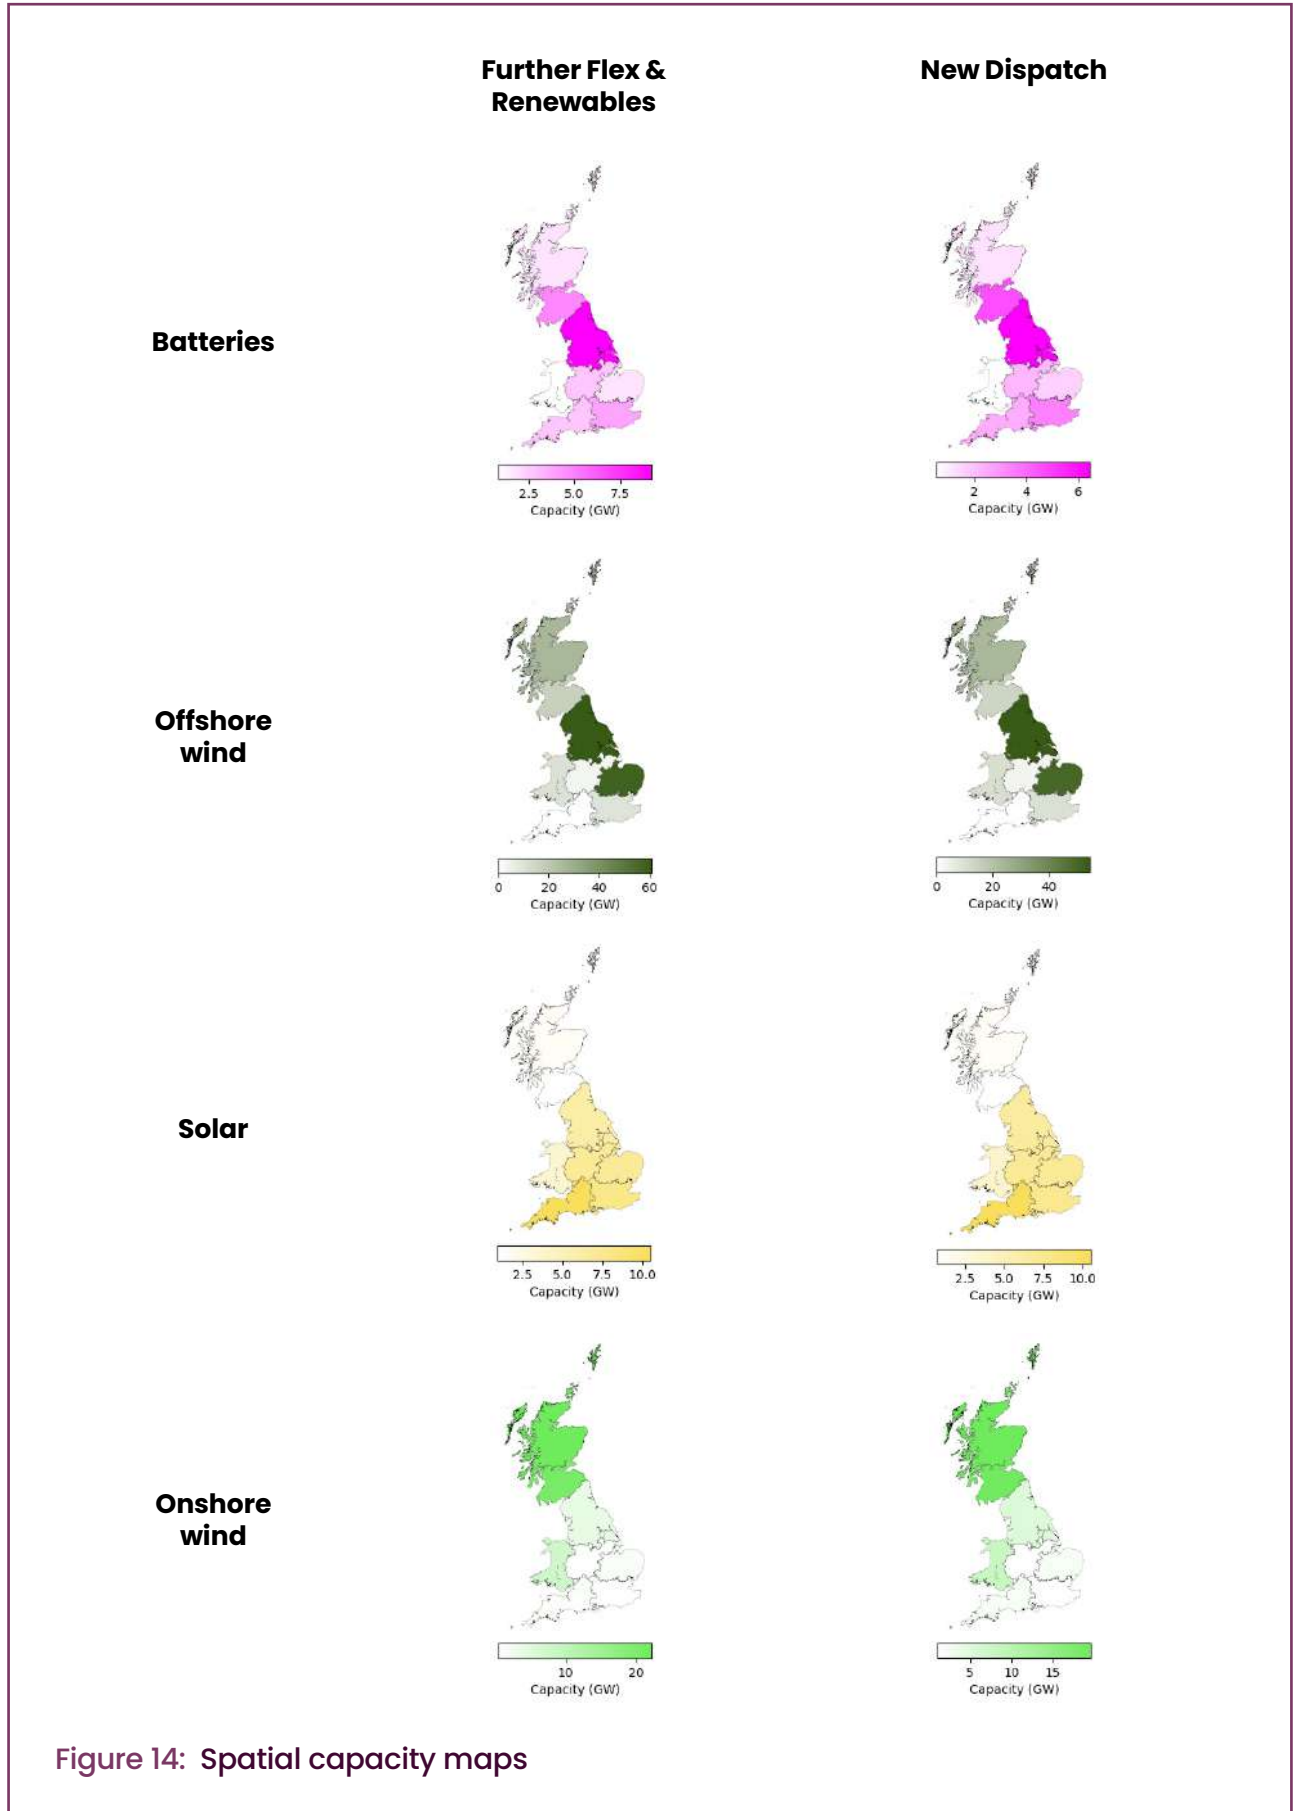 Further Flex &
Renewables
New Dispatch
Batteries
2.5 5.0 7.5
Capacity (GW)
2 4 6
Capacity (GW)
Offshore
wind
0 20 40 60
Capacity (GW)
0 20 40
Capacity (GW)
Solar
2.5 5.0 7.5 10.0
Capacity (GW)
2.5 5.0 7.5 10.0
Capacity (GW)
Onshore
wind
10 20
Capacity (GW)
5 10 15
Capacity (GW)
Figure 14: Spatial capacity maps